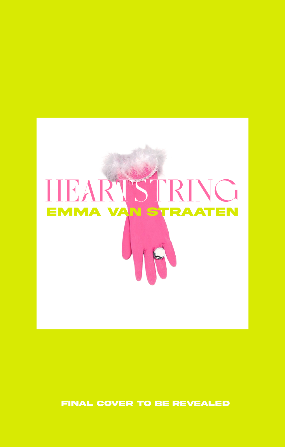 HEARTSTRING
EMMA VAN STRAATEN
FINAL COVER TO BE REVEALED